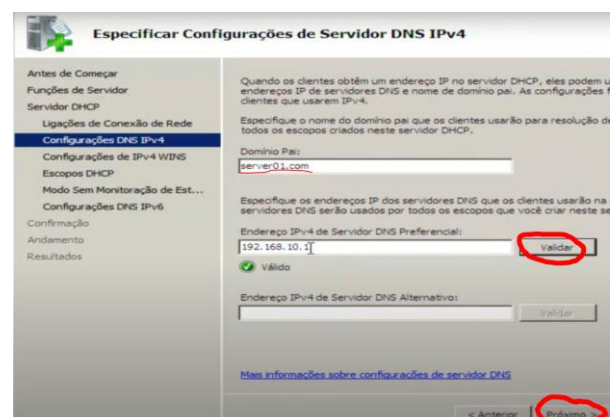 Especificar Configurações de Servidor DNS IPv4
Antes de Começar
Funções de Servidor
Servidor DHCP
Ligações de Conexão de Rede
Configurações DNS IPv4
Configurações de IPv4 WINS
Escopos DHCP
Modo Sem Monitoração de Est...
Configurações DNS IPv6
Confirmação
Andamento
Resultados
Quando os clientes obtêm um endereço IP no servidor DHCP, eles podem
endereços IP de servidores DNS e nome de domínio pai. As configurações
clientes que usarem IPv4.
Especifique o nome do domínio pai que os clientes usarão para resolução de
todos os escopos criados neste servidor DHCP.
Domínio Pai:
server01.com
Especifique os endereços IP dos servidores DNS que os clientes usarão na
servidores DNS serão usados por todos os escopos que você criar neste
Endereço IPv4 de Servidor DNS Preferencial:
192.168.10.1
Validar
Válido
Endereço IPv4 de Servidor DNS Alternativo:
Validar
Mais informações sobre configurações de servidor DNS
< Anterior
Próximo >